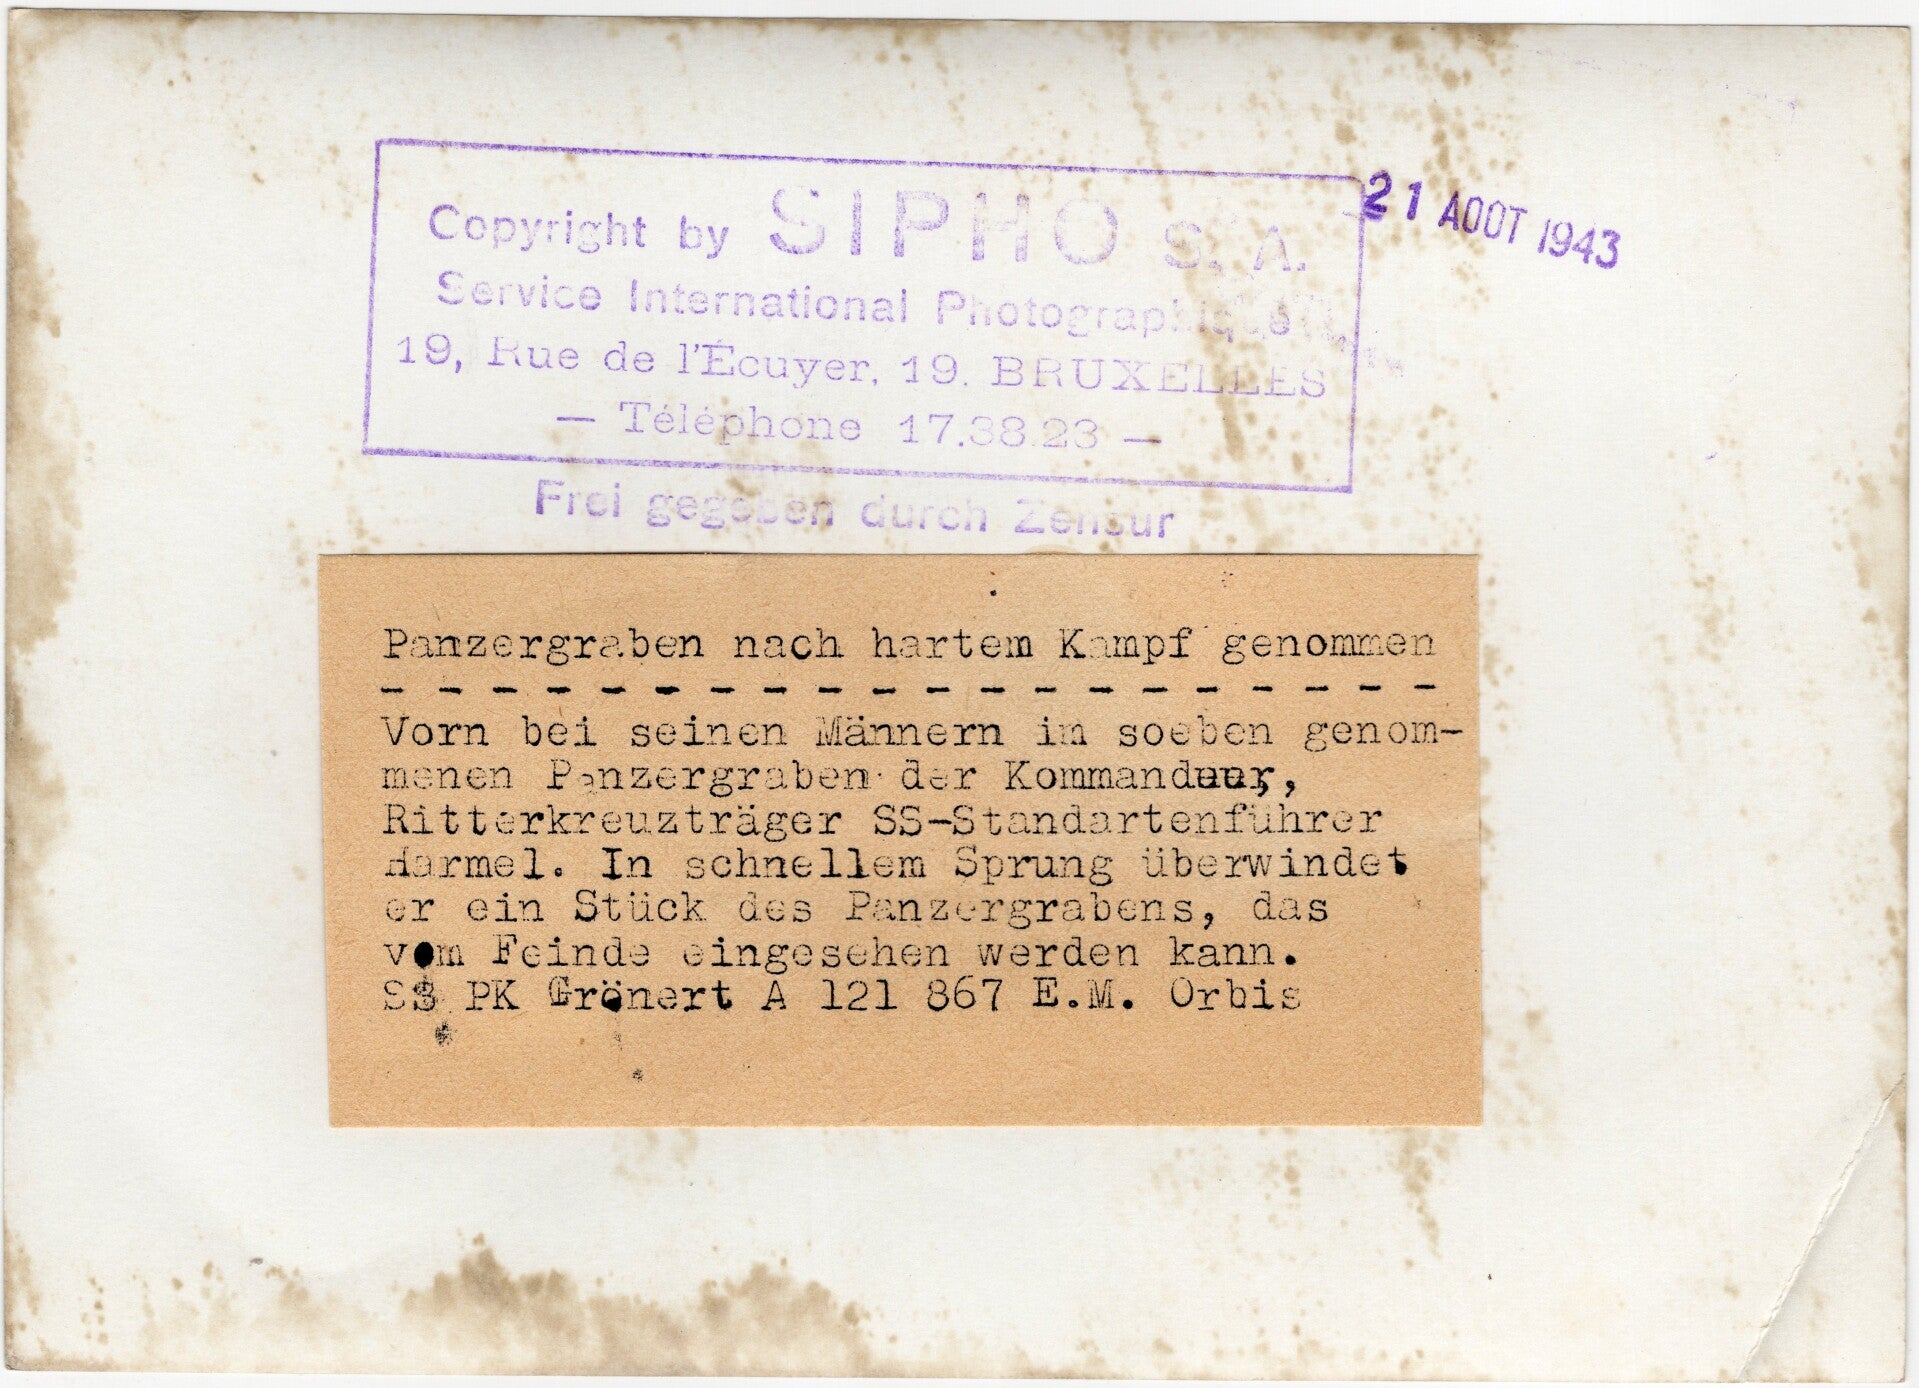 Copyright by SIPHO S. A.
Service International Photographique
19, Rue de l'Écuyer, 19. BRUXELLES
— Téléphone 17.38.23 —
21 AOUT 1943
Frei gegeben durch Zensur
Panzergraben nach hartem Kampf genommen
- - - - - - - - - - - - - - - - - - - -
Vorn bei seinen Männern im soeben genom-
menen Panzergraben der Kommandeur,
Ritterkreuzträger SS-Standartenführer
Harmel. In schnellem Sprung überwindet
er ein Stück des Panzergrabens, das
vom Feinde eingesehen werden kann.
SS PK Grönert A 121 867 E.M. Orbis